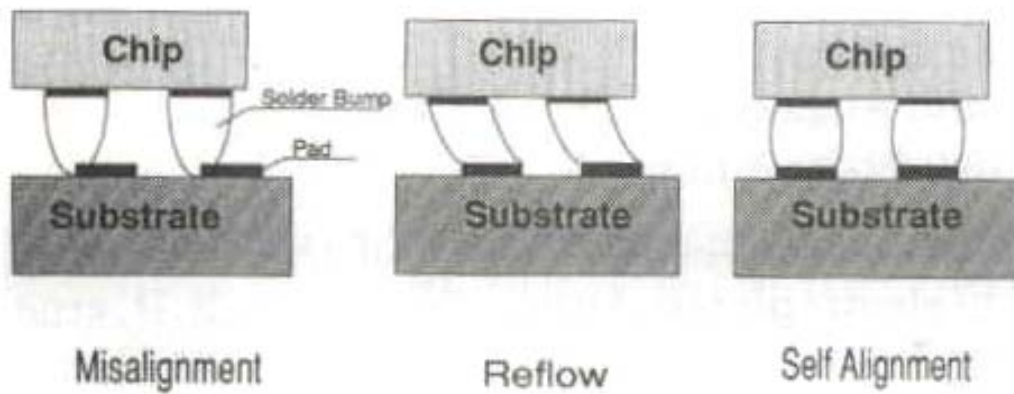 Chip
Solder Bump
Pad
Substrate
Misalignment
Chip
Substrate
Reflow
Chip
Substrate
Self Alignment